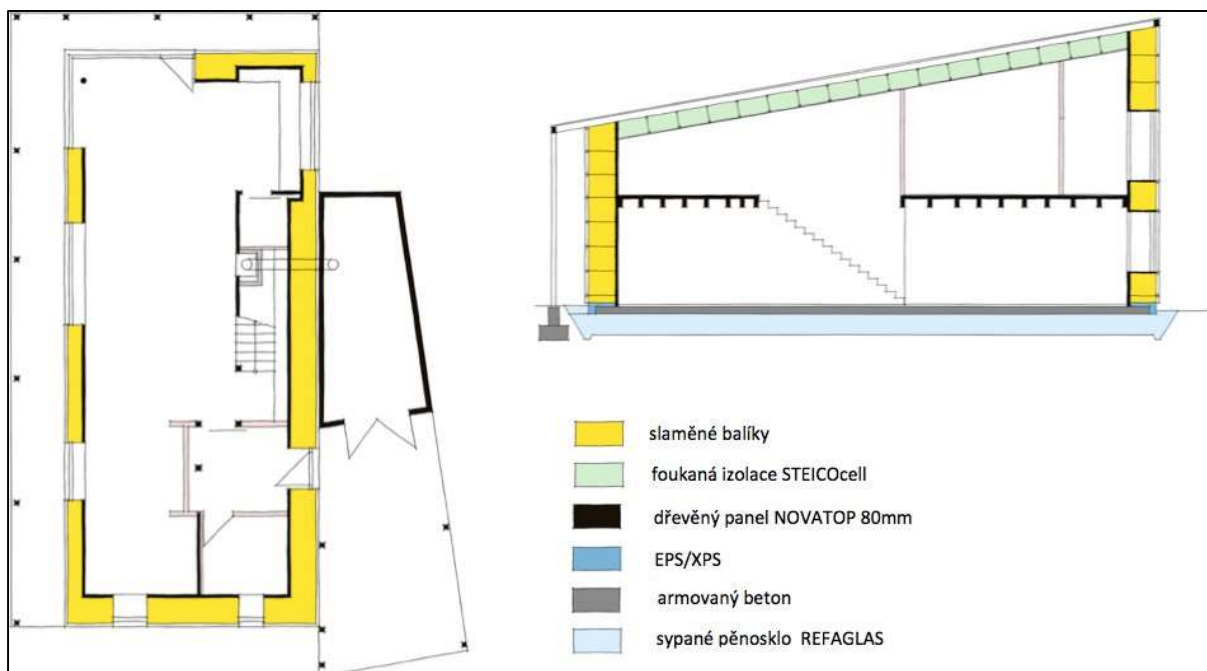 slaměné balíky
foukaná izolace STEICOcell
dřevěný panel NOVATOP 80mm
EPS/XPS
armovaný beton
sypané pěnosklo  REFAGLAS